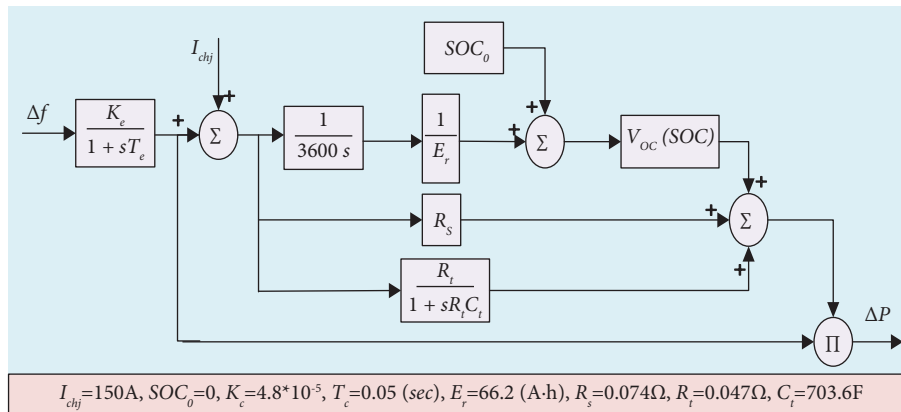 I_chj
SOC_0
Δf
K_e
1 + sT_e
+
+
Σ
1
3600 s
1
E_r
+
+
Σ
V_OC (SOC)
+
R_S
+
Σ
+
R_t
1 + sR_tC_t
ΔP
Π
I_chj=150A, SOC_0=0, K_c=4.8*10^-5, T_c=0.05 (sec), E_r=66.2 (A·h), R_s=0.074Ω, R_t=0.047Ω, C_t=703.6F